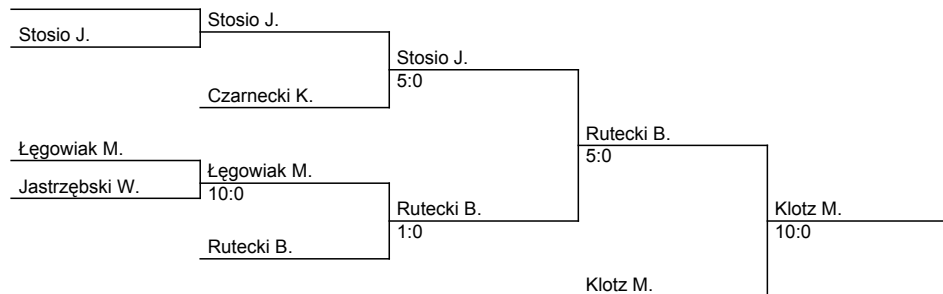 Stosio J.
Stosio J.
Stosio J.
5:0
Czarnecki K.
Łęgowiak M.
Jastrzębski W.
Łęgowiak M.
10:0
Rutecki B.
Rutecki B.
1:0
Rutecki B.
5:0
Klotz M.
Klotz M.
10:0